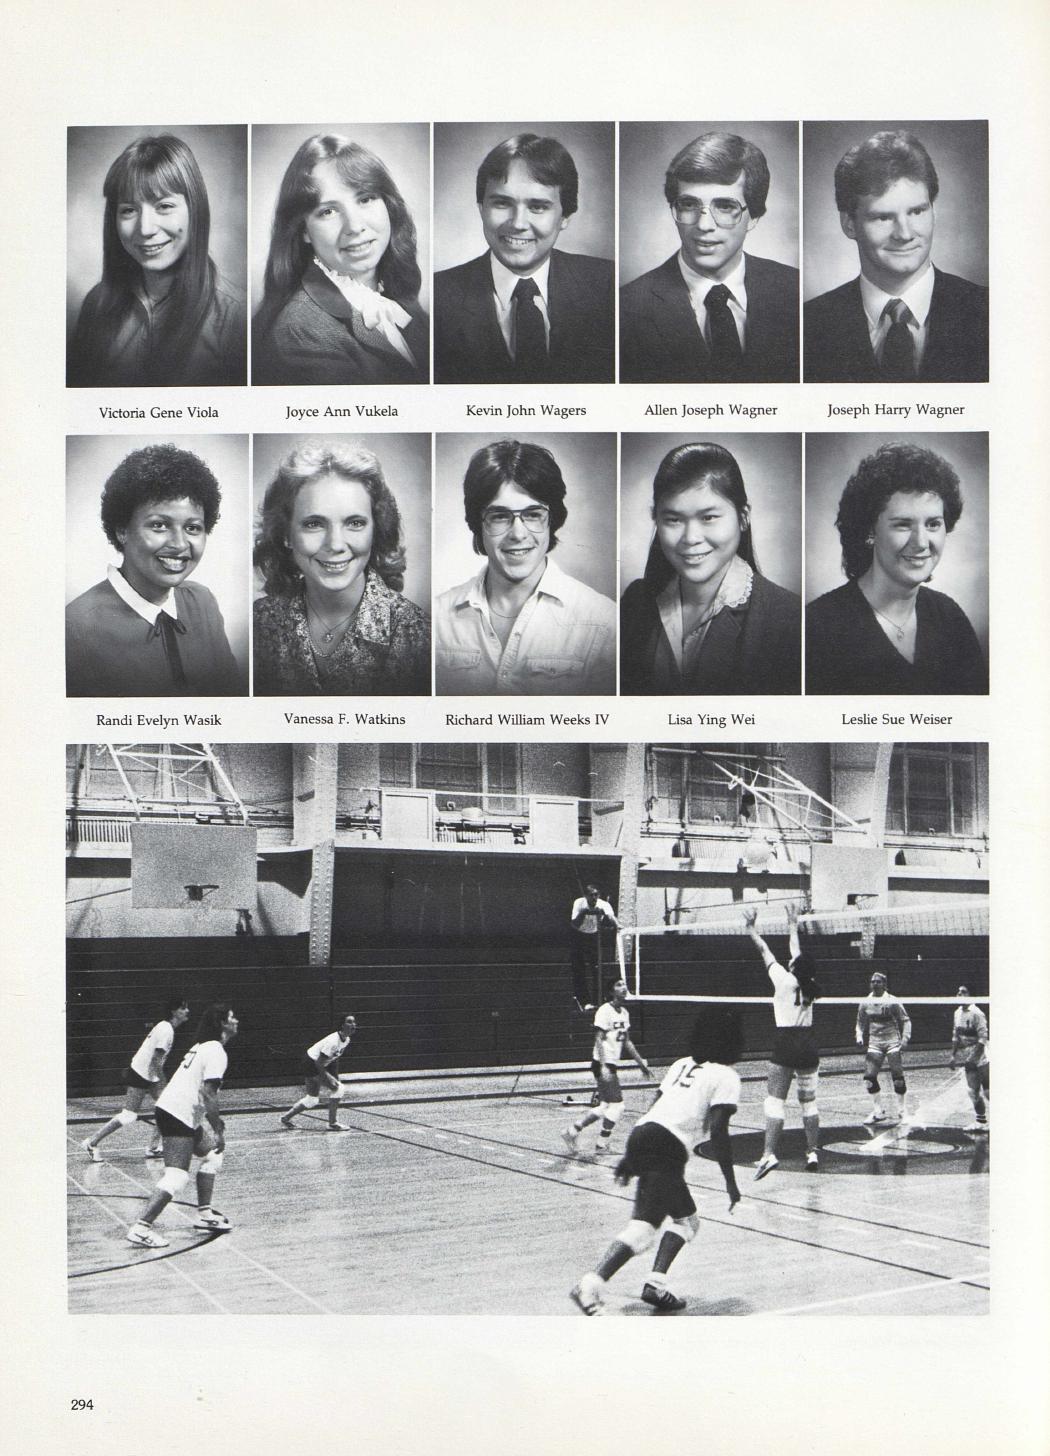 Victoria Gene Viola
Joyce Ann Vukela
Kevin John Wagers
Allen Joseph Wagner
Joseph Harry Wagner
Randi Evelyn Wasik
Vanessa F. Watkins
Richard William Weeks IV
Lisa Ying Wei
Leslie Sue Weiser
15
294